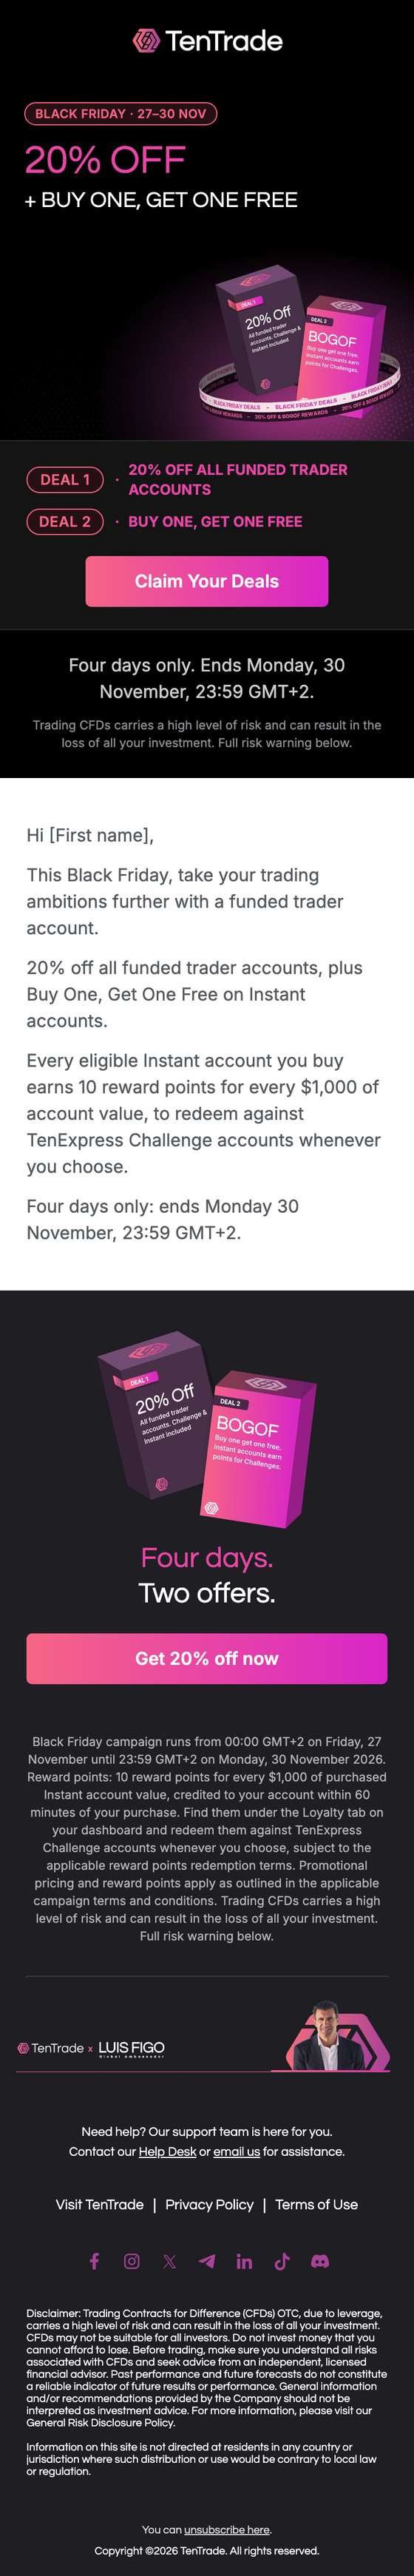 TenTrade
BLACK FRIDAY · 27–30 NOV
20% OFF
+ BUY ONE, GET ONE FREE
DEAL 1
20% Off
All funded trader
accounts. Challenge &
Instant included
DEAL 2
BOGOF
Buy one get one free.
Instant accounts earn
points for Challenges.
BLACK FRIDAY DEALS
20% OFF & BOGOF REWARDS
DEAL 1 · 20% OFF ALL FUNDED TRADER
ACCOUNTS
DEAL 2 · BUY ONE, GET ONE FREE
Claim Your Deals
Four days only. Ends Monday, 30
November, 23:59 GMT+2.
Trading CFDs carries a high level of risk and can result in the
loss of all your investment. Full risk warning below.
Hi [First name],
This Black Friday, take your trading
ambitions further with a funded trader
account.
20% off all funded trader accounts, plus
Buy One, Get One Free on Instant
accounts.
Every eligible Instant account you buy
earns 10 reward points for every $1,000 of
account value, to redeem against
TenExpress Challenge accounts whenever
you choose.
Four days only: ends Monday 30
November, 23:59 GMT+2.
DEAL 1
20% Off
All funded trader
accounts. Challenge &
Instant included
DEAL 2
BOGOF
Buy one get one free.
Instant accounts earn
points for Challenges.
Four days.
Two offers.
Get 20% off now
Black Friday campaign runs from 00:00 GMT+2 on Friday, 27
November until 23:59 GMT+2 on Monday, 30 November 2026.
Reward points: 10 reward points for every $1,000 of purchased
Instant account value, credited to your account within 60
minutes of your purchase. Find them under the Loyalty tab on
your dashboard and redeem them against TenExpress
Challenge accounts whenever you choose, subject to the
applicable reward points redemption terms. Promotional
pricing and reward points apply as outlined in the applicable
campaign terms and conditions. Trading CFDs carries a high
level of risk and can result in the loss of all your investment.
Full risk warning below.
TenTrade x LUIS FIGO
Global Ambassador
Need help? Our support team is here for you.
Contact our Help Desk or email us for assistance.
Visit TenTrade | Privacy Policy | Terms of Use
Disclaimer: Trading Contracts for Difference (CFDs) OTC, due to leverage,
carries a high level of risk and can result in the loss of all your investment.
CFDs may not be suitable for all investors. Do not invest money that you
cannot afford to lose. Before trading, make sure you understand all risks
associated with CFDs and seek advice from an independent, licensed
financial advisor. Past performance and future forecasts do not constitute
a reliable indicator of future results or performance. General information
and/or recommendations provided by the Company should not be
interpreted as investment advice. For more information, please visit our
General Risk Disclosure Policy.
Information on this site is not directed at residents in any country or
jurisdiction where such distribution or use would be contrary to local law
or regulation.
You can unsubscribe here.
Copyright ©2026 TenTrade. All rights reserved.